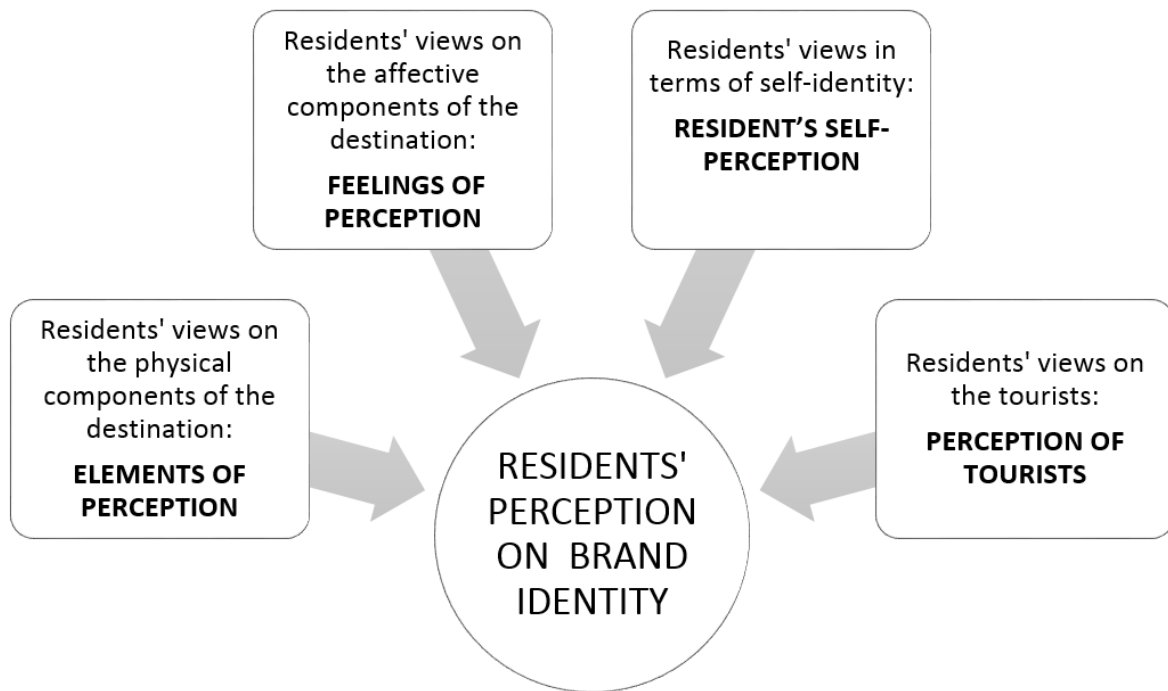 Residents' views on
the affective
components of the
destination:
FEELINGS OF
PERCEPTION
Residents' views in
terms of self-identity:
RESIDENT’S SELF-
PERCEPTION
Residents' views on
the physical
components of the
destination:
ELEMENTS OF
PERCEPTION
Residents' views on
the tourists:
PERCEPTION OF
TOURISTS
RESIDENTS'
PERCEPTION
ON BRAND
IDENTITY